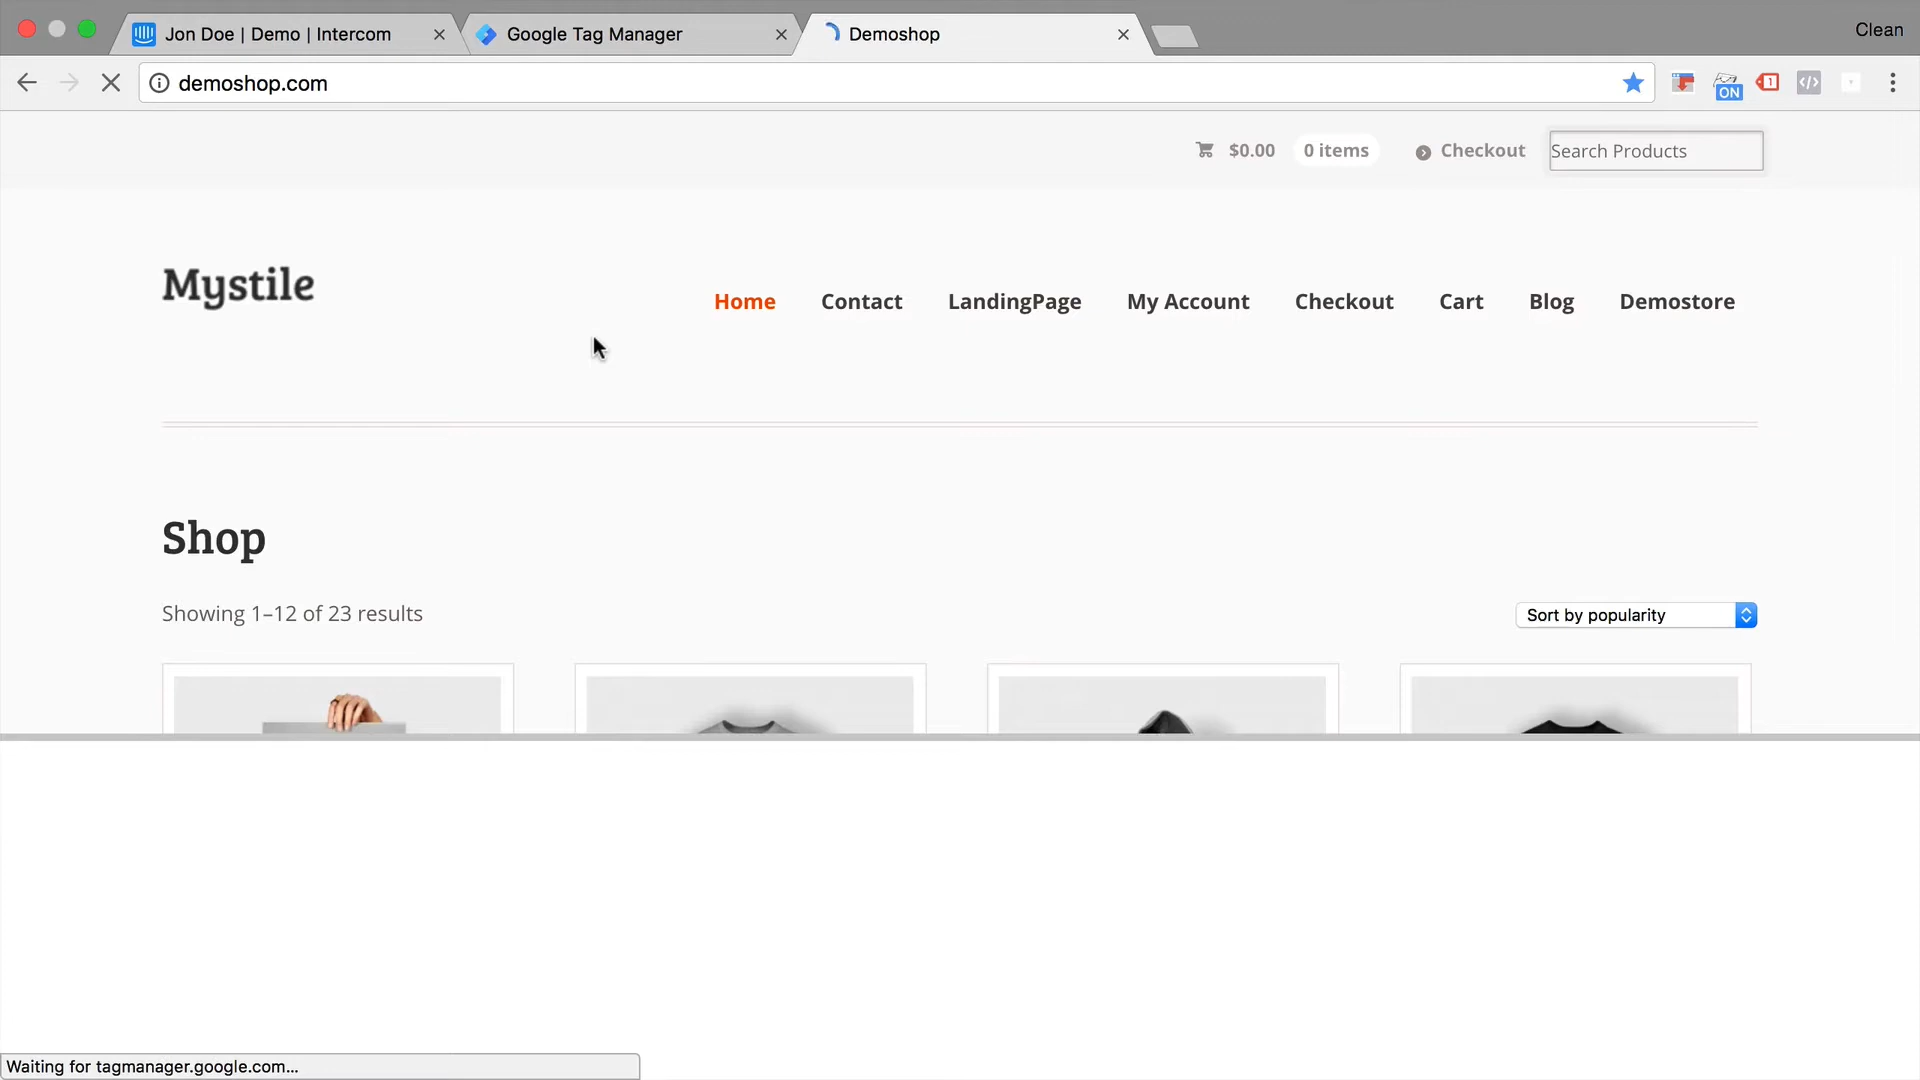 Jon Doe | Demo | Intercom
Google Tag Manager
Demoshop
Clean
demoshop.com
ON
1
$0.00
0 items
Checkout
Search Products
Mystile
Home
Contact
LandingPage
My Account
Checkout
Cart
Blog
Demostore
Shop
Showing 1–12 of 23 results
Sort by popularity
Waiting for tagmanager.google.com...